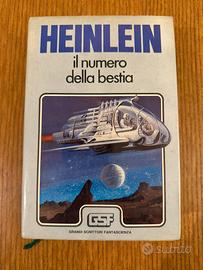 HEINLEIN
il numero
della bestia
GSF
GRANDI SCRITTORI FANTASCIENZA
subito